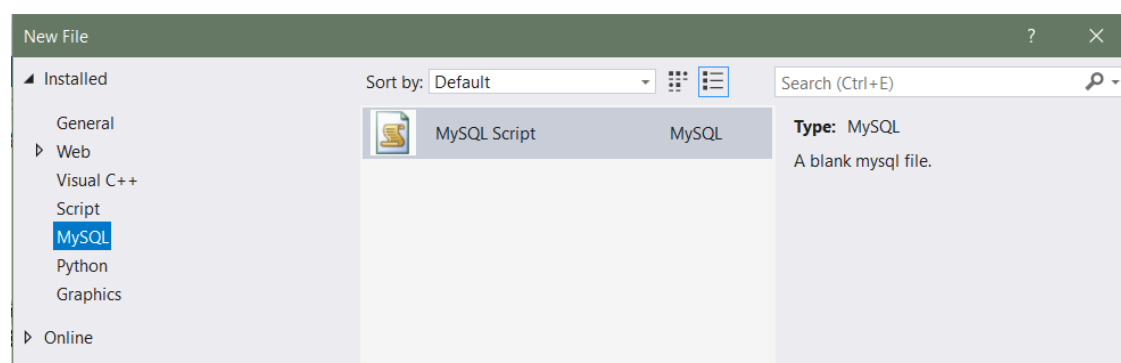 New File
? ×
Installed
General
Web
Visual C++
Script
MySQL
Python
Graphics
Online
Sort by: Default
MySQL Script MySQL
Search (Ctrl+E)
Type: MySQL
A blank mysql file.